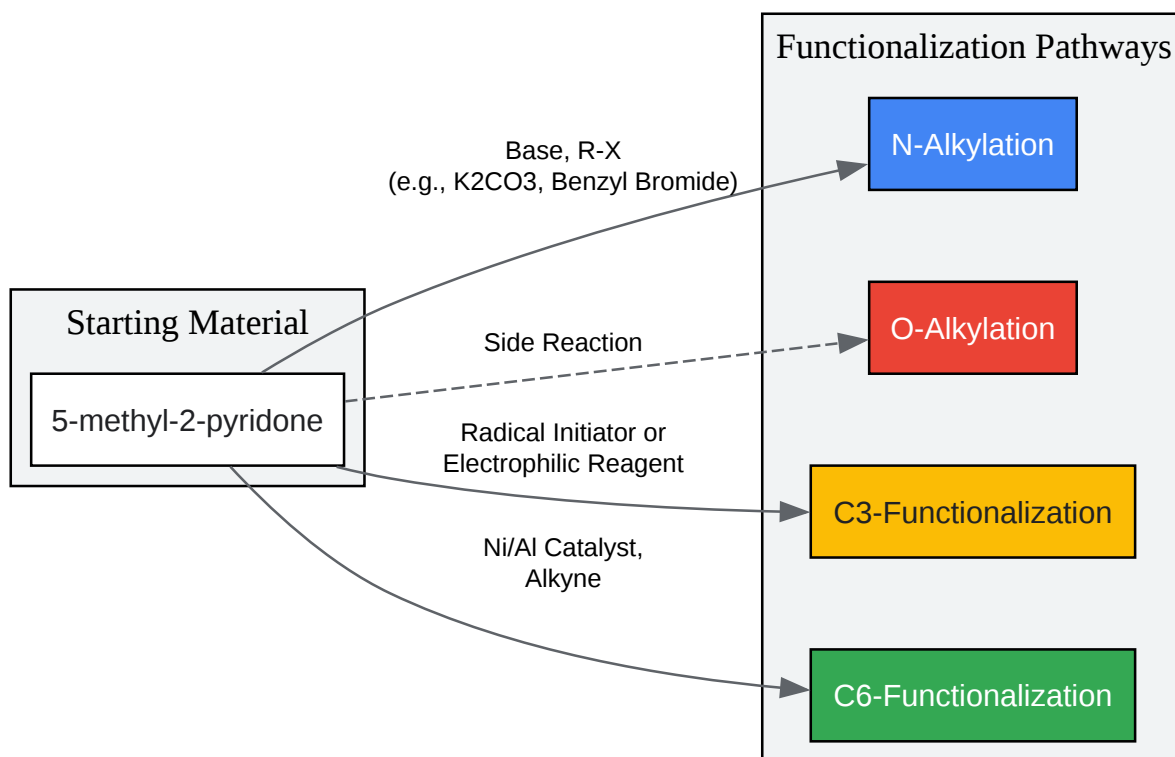 Functionalization Pathways
N-Alkylation
Base, R-X
(e.g., K2CO3, Benzyl Bromide)
Starting Material
5-methyl-2-pyridone
Side Reaction
O-Alkylation
Radical Initiator or
Electrophilic Reagent
C3-Functionalization
Ni/Al Catalyst,
Alkyne
C6-Functionalization